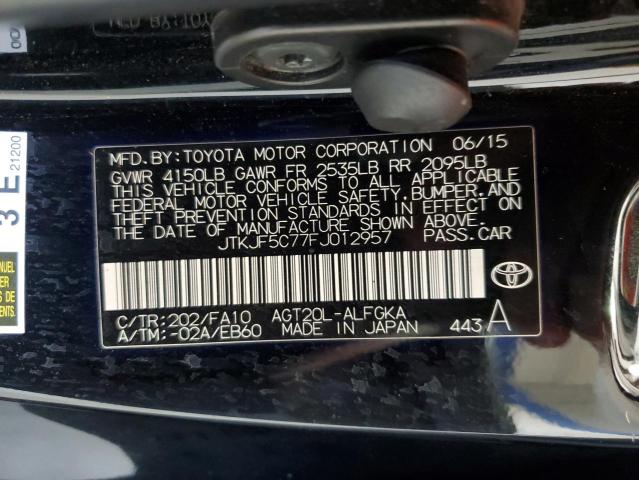 MFD. BY: TOYOTA MOTOR CORPORATION 06/15
GVWR 4150LB GAWR FR 2535LB RR 2095LB
THIS VEHICLE CONFORMS TO ALL APPLICABLE
FEDERAL MOTOR VEHICLE SAFETY, BUMPER, AND
THEFT PREVENTION STANDARDS IN EFFECT ON
THE DATE OF MANUFACTURE SHOWN ABOVE.
JTKJF5C77FJ012957 PASS.CAR
C/TR:202/FA10 AGT20L-ALFGKA
A/TM:-02A/EB60 MADE IN JAPAN 443 A
3 E
21200